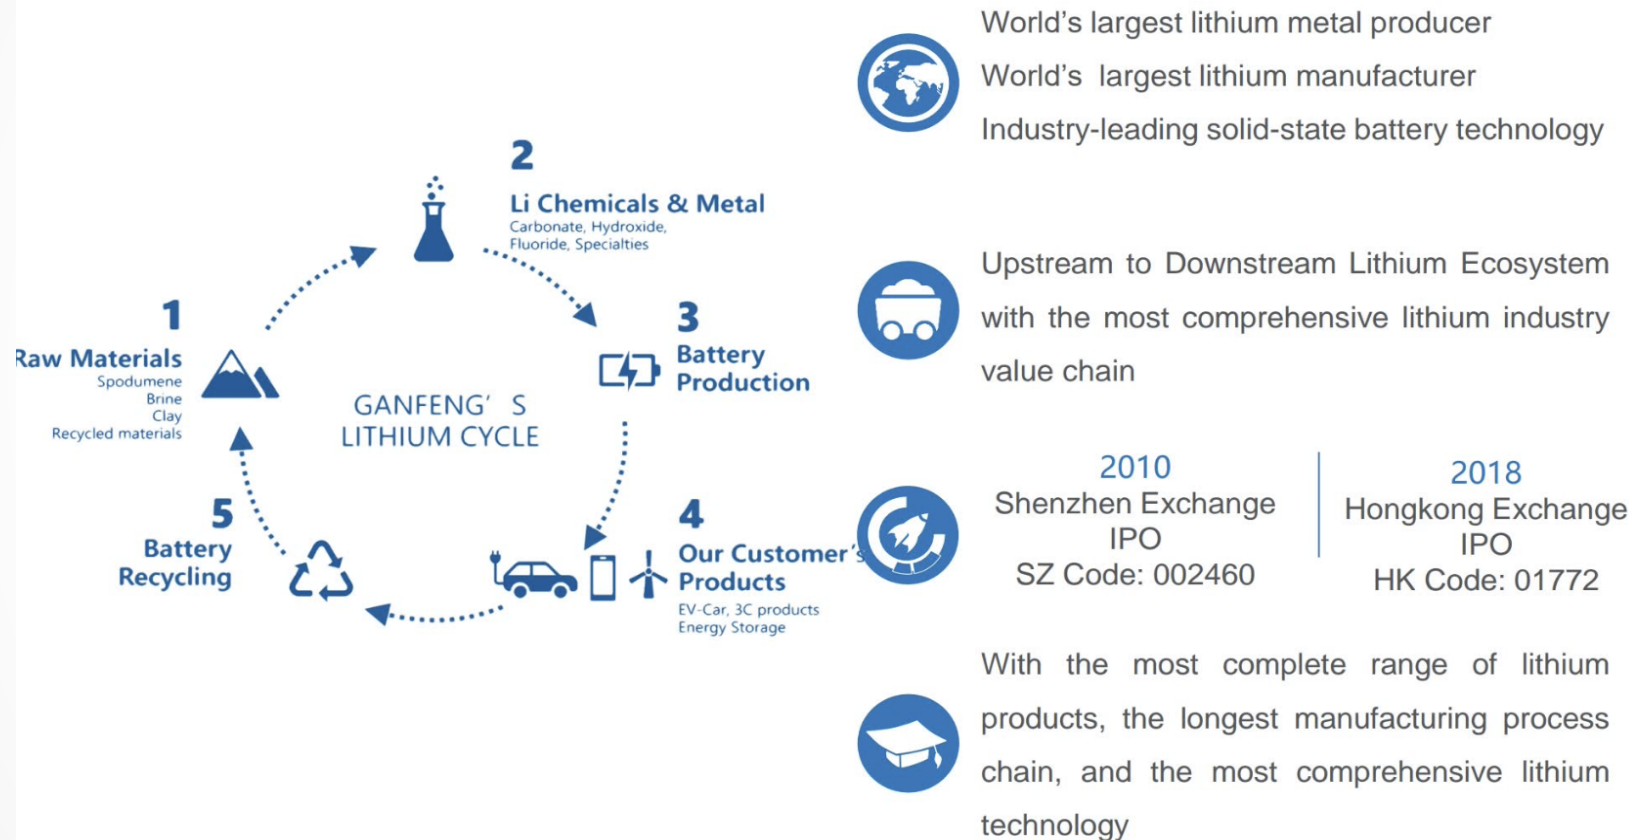 2
Li Chemicals & Metal
Carbonate, Hydroxide,
Fluoride, Specialties
1
Raw Materials
Spodumene
Brine
Clay
Recycled materials
3
Battery
Production
GANFENG' S
LITHIUM CYCLE
5
Battery
Recycling
4
Our Customer's
Products
EV-Car, 3C products
Energy Storage
World's largest lithium metal producer
World's  largest lithium manufacturer
Industry-leading solid-state battery technology
Upstream to Downstream Lithium Ecosystem
with the most comprehensive lithium industry
value chain
2010
Shenzhen Exchange
IPO
SZ Code: 002460
2018
Hongkong Exchange
IPO
HK Code: 01772
With the most complete range of lithium
products, the longest manufacturing process
chain, and the most comprehensive lithium
technology